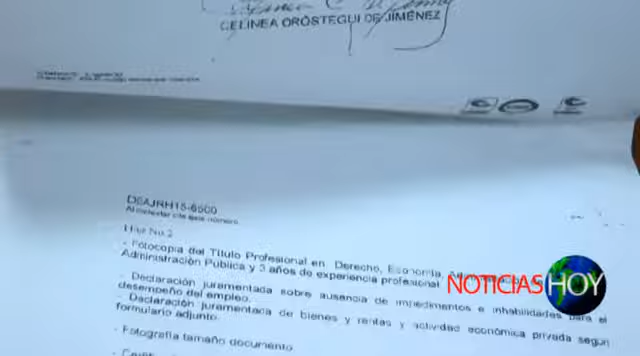 CELINEA ORÓSTEGUI DE JIMÉNEZ
DEAJRH15-6500
Al contestar cite este número
Hoja No.2
- Fotocopia del Título Profesional en Derecho, Economía,
Administración Pública y 3 años de experiencia profesional
- Declaración juramentada sobre ausencia de impedimentos e inhabilidades para el
desempeño del empleo.
- Declaración juramentada de bienes y rentas y actividad económica privada según
formulario adjunto.
- Fotografía tamaño documento
NOTICIAS HOY